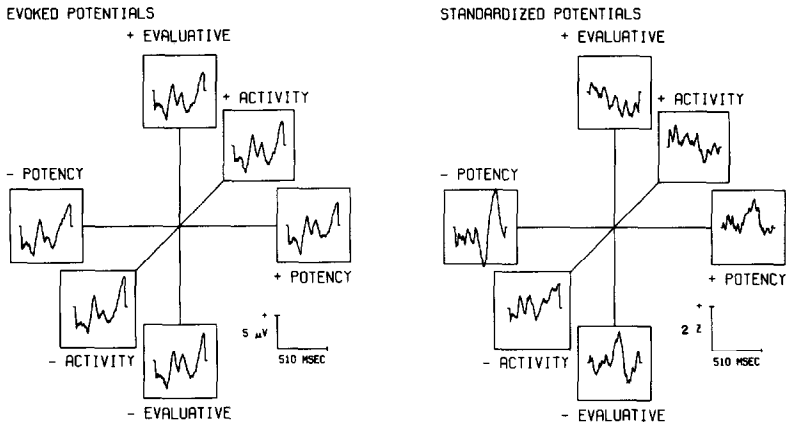 EVOKED POTENTIALS
+ EVALUATIVE
+ ACTIVITY
- POTENCY
+ POTENCY
- ACTIVITY
- EVALUATIVE
+
5 μV
510 MSEC
STANDARDIZED POTENTIALS
+ EVALUATIVE
+ ACTIVITY
- POTENCY
+ POTENCY
- ACTIVITY
- EVALUATIVE
+
2 Z
510 MSEC